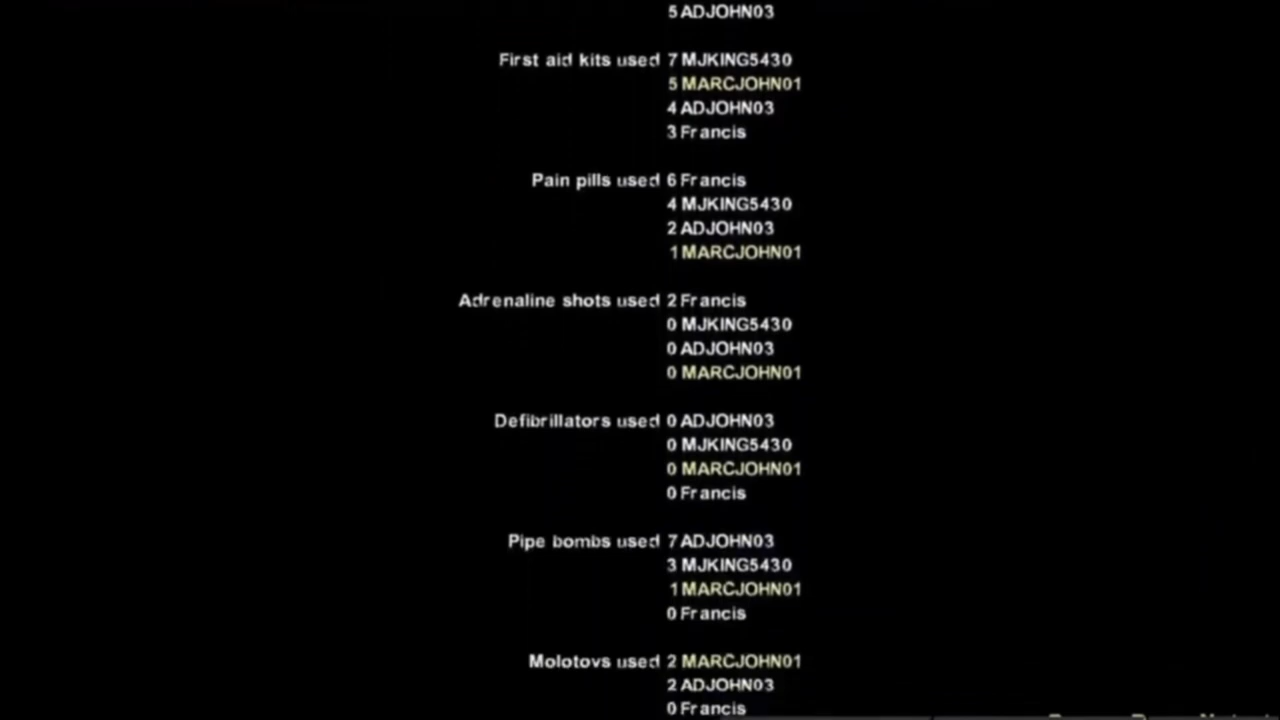 5 ADJOHN03
First aid kits used 7 MJKING5430
5 MARCJOHN01
4 ADJOHN03
3 Francis
Pain pills used 6 Francis
4 MJKING5430
2 ADJOHN03
1 MARCJOHN01
Adrenaline shots used 2 Francis
0 MJKING5430
0 ADJOHN03
0 MARCJOHN01
Defibrillators used 0 ADJOHN03
0 MJKING5430
0 MARCJOHN01
0 Francis
Pipe bombs used 7 ADJOHN03
3 MJKING5430
1 MARCJOHN01
0 Francis
Molotovs used 2 MARCJOHN01
2 ADJOHN03
0 Francis